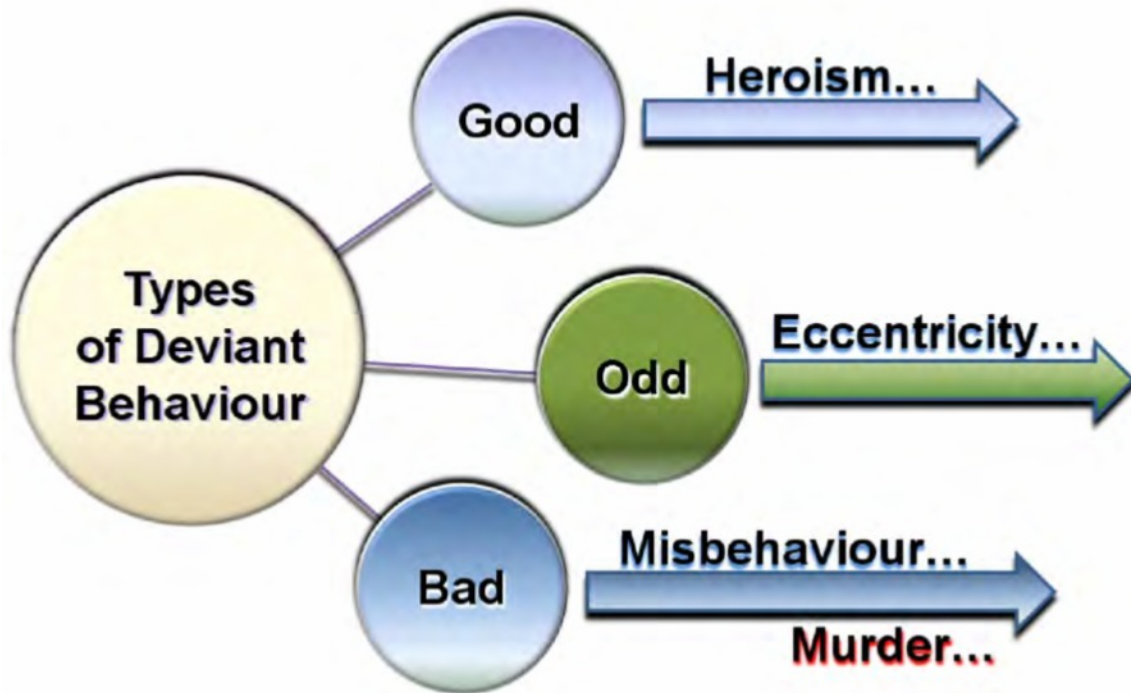 Types
of Deviant
Behaviour
Good
Heroism...
Odd
Eccentricity...
Bad
Misbehaviour...
Murder...